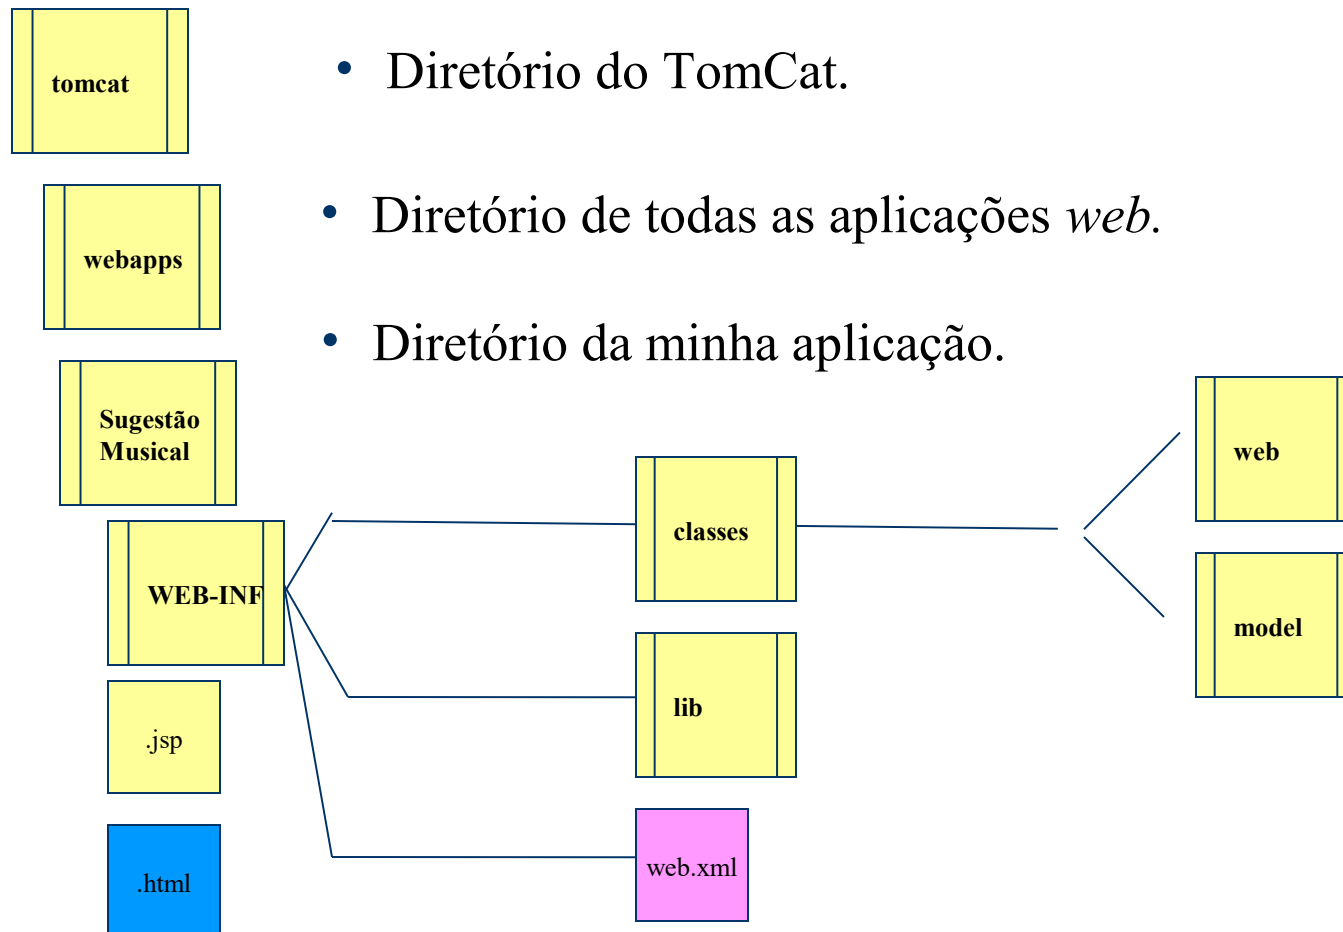 tomcat
• Diretório do TomCat.
• Diretório de todas as aplicações web.
webapps
• Diretório da minha aplicação.
Sugestão
Musical
web
classes
WEB-INF
model
lib
.jsp
web.xml
.html